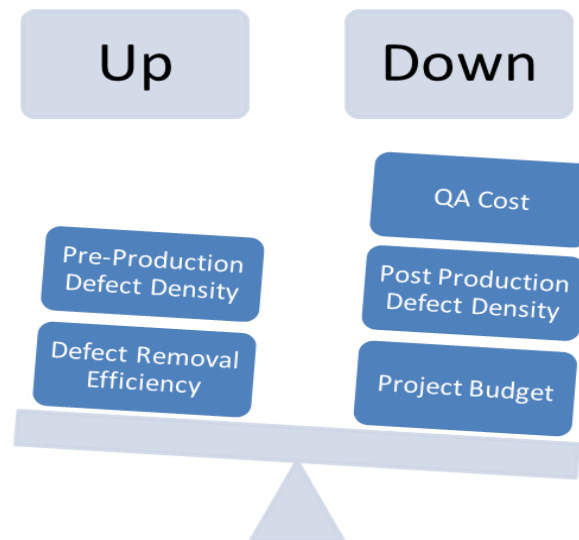 Up
Down
QA Cost
Pre-Production
Defect Density
Post Production
Defect Density
Defect Removal
Efficiency
Project Budget